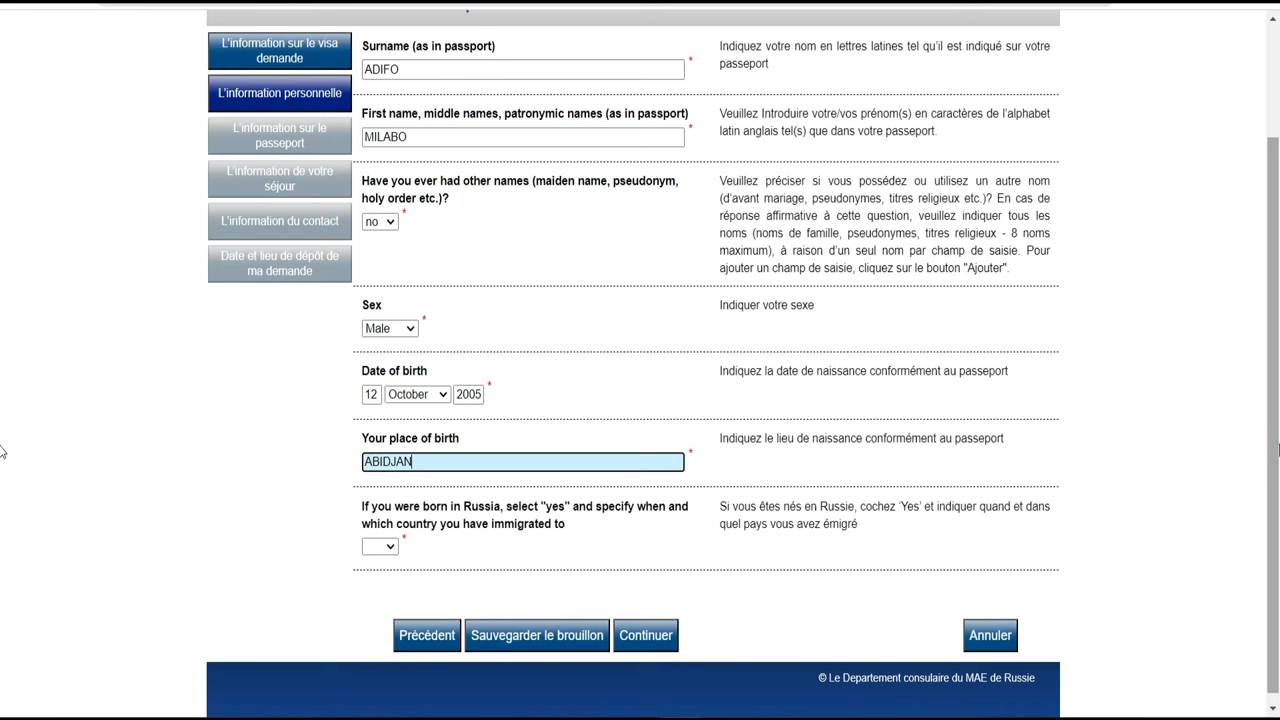 L'information sur le visa
demande
L'information personnelle
L'information sur le
passeport
L'information de votre
séjour
L'information du contact
Date et lieu de dépôt de
ma demande
Surname (as in passport)
ADIFO
*
Indiquez votre nom en lettres latines tel qu'il est indiqué sur votre
passeport
First name, middle names, patronymic names (as in passport)
MILABO
*
Veuillez Introduire votre/vos prénom(s) en caractères de l'alphabet
latin anglais tel(s) que dans votre passeport.
Have you ever had other names (maiden name, pseudonym,
holy order etc.)?
no
*
Veuillez préciser si vous possédez ou utilisez un autre nom
(d'avant mariage, pseudonymes, titres religieux etc.)? En cas de
réponse affirmative à cette question, veuillez indiquer tous les
noms (noms de famille, pseudonymes, titres religieux - 8 noms
maximum), à raison d'un seul nom par champ de saisie. Pour
ajouter un champ de saisie, cliquez sur le bouton "Ajouter".
Sex
Male
*
Indiquer votre sexe
Date of birth
12 October 2005
*
Indiquez la date de naissance conformément au passeport
Your place of birth
ABIDJAN
*
Indiquez le lieu de naissance conformément au passeport
If you were born in Russia, select "yes" and specify when and
which country you have immigrated to
*
Si vous êtes nés en Russie, cochez 'Yes' et indiquer quand et dans
quel pays vous avez émigré
Précédent
Sauvegarder le brouillon
Continuer
Annuler
© Le Departement consulaire du MAE de Russie